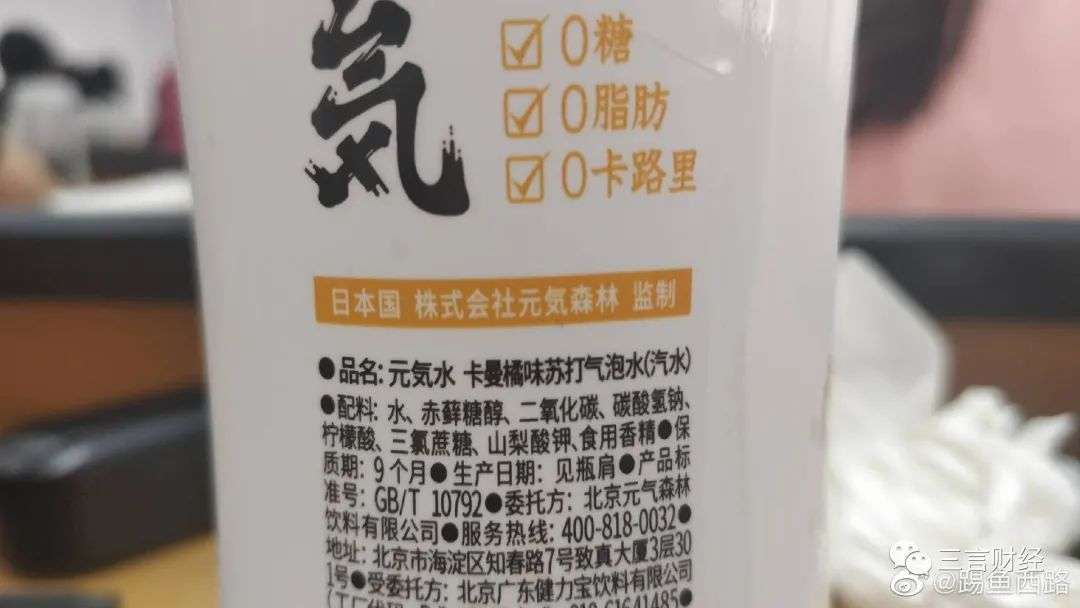 気
0糖
0脂肪
0卡路里
日本国 株式会社元気森林 监制
●品名: 元気水 卡曼橘味苏打气泡水(汽水)
●配料: 水、赤藓糖醇、二氧化碳、碳酸氢钠、
柠檬酸、三氯蔗糖、山梨酸钾、食用香精●保
质期: 9个月●生产日期: 见瓶肩●产品标
准号: GB/T 10792●委托方: 北京元气森林
饮料有限公司●服务热线: 400-818-0032●
地址: 北京市海淀区知春路7号致真大厦3层30
1号●受委托方: 北京广东健力宝饮料有限公司
三言财经
@踢鱼西路